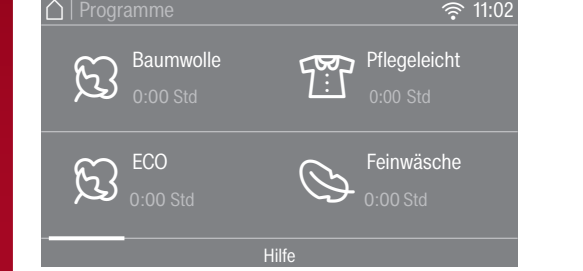 Programme 11:02
Baumwolle Pflegeleicht
0:00 Std 0:00 Std
ECO Feinwäsche
0:00 Std 0:00 Std
Hilfe